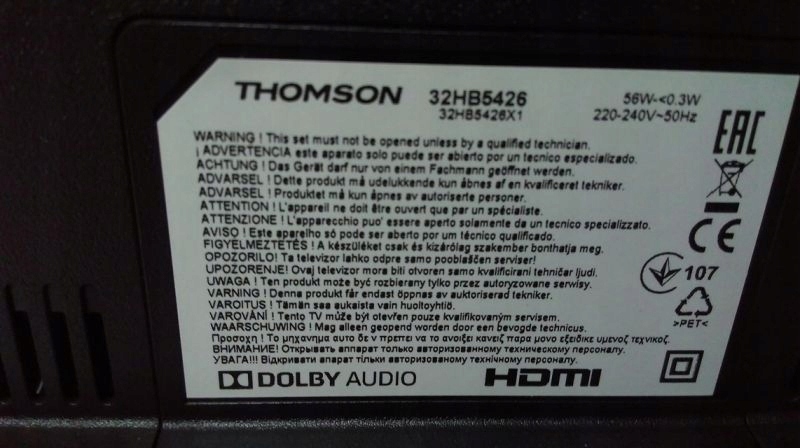 THOMSON 32HB5426 56W-<0.3W
32HB5426X1 220-240V~50Hz
EAC
WARNING ! This set must not be opened unless by a qualified technician.
¡ ADVERTENCIA este aparato solo puede ser abierto por un tecnico especializado.
ACHTUNG ! Das Gerät darf nur von einem Fachmann geöffnet werden.
ADVARSEL ! Dette produkt må udelukkende kun åbnes af en kvalificeret tekniker.
ADVARSEL ! Produktet må kun åpnes av autoriserte personer.
ATTENTION ! L'appareil ne doit être ouvert que par un spécialiste.
ATTENZIONE ! L'apparecchio puo' essere aperto solamente da un tecnico specializzato.
AVISO ! Este aparelho só pode ser aberto por um técnico qualificado.
FIGYELMEZTETÉS ! A készüléket csak és kizárólag szakember bonthatja meg.
OPOZORILO! Ta televizor lahko odpre samo pooblaščen serviser!
UPOZORENJE! Ovaj televizor mora biti otvoren samo kvalificirani tehničar ljudi.
UWAGA ! Ten produkt może być rozbierany tylko przez autoryzowane serwisy.
VARNING ! Denna produkt får endast öppnas av auktoriserad tekniker.
VAROITUS ! Tämän saa aukaista vain huoltoyhtiö.
VAROVÁNÍ ! Tento TV může být otevřen pouze kvalifikovaným servisem.
WAARSCHUWING ! Mag alleen geopend worden door een bevogde technicus.
Προσοχη ! Το μηχανημα αυτο δε ν πρεπει να το ανοιξει κανειζ παρα μονο εξειδικε υμενοζ τεχνικοζ.
ВНИМАНИЕ! Открывать аппарат только авторизованному техническому персоналу.
УВАГА!!! Відкривати апарат тільки авторизованому технічному персоналу.
CE
107
>PET<
DOLBY AUDIO HDMI